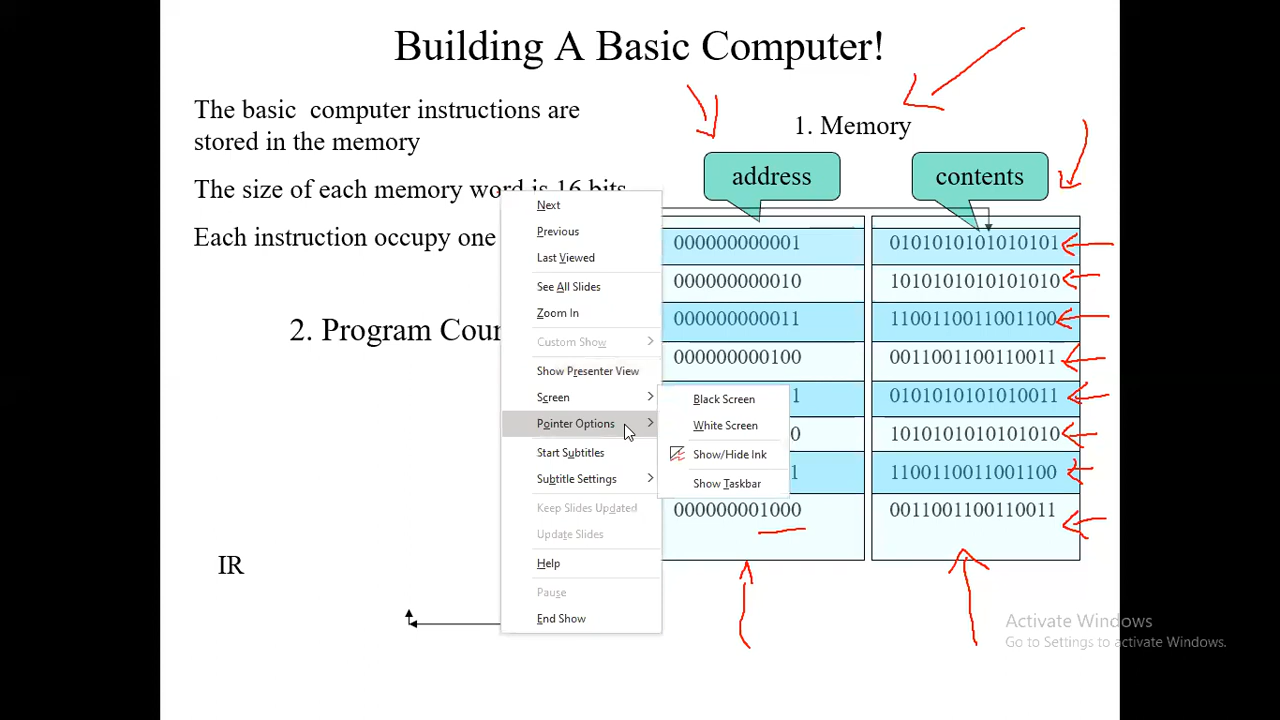 Building A Basic Computer!
The basic computer instructions are
stored in the memory
The size of each memory word is 16 bits
Each instruction occupy one
2. Program Cou
IR
1. Memory
address
contents
000000000001 0101010101010101
000000000010 1010101010101010
000000000011 1100110011001100
000000000100 0011001100110011
1 0101010101010011
0 1010101010101010
1 1100110011001100
000000001000 0011001100110011
Next
Previous
Last Viewed
See All Slides
Zoom In
Custom Show
Show Presenter View
Screen
Pointer Options
Start Subtitles
Subtitle Settings
Keep Slides Updated
Update Slides
Help
Pause
End Show
Black Screen
White Screen
Show/Hide Ink
Show Taskbar
Activate Windows
Go to Settings to activate Windows.